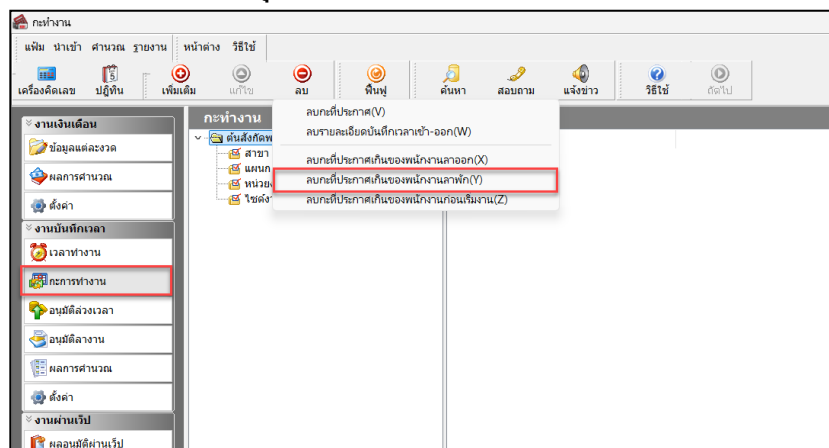 กะทำงาน
แฟ้ม นำเข้า คำนวณ รายงาน หน้าต่าง วิธีใช้
เครื่องคิดเลข ปฏิทิน เพิ่มเติม แก้ไข ลบ ฟื้นฟู ค้นหา สอบถาม แจ้งข่าว วิธีใช้ ถัดไป
งานเงินเดือน
ข้อมูลแต่ละงวด
ผลการคำนวณ
ตั้งค่า
งานบันทึกเวลา
เวลาทำงาน
กะการทำงาน
อนุมัติล่วงเวลา
อนุมัติลางาน
ผลการคำนวณ
ตั้งค่า
งานผ่านเว็ป
ผลอนุมัติผ่านเว็ป
กะทำงาน
ต้นสังกัดพ
สาขา
แผนก
หน่วยง
ไซต์ง
ลบกะที่ประกาศ(V)
ลบรายละเอียดบันทึกเวลาเข้า-ออก(W)
ลบกะที่ประกาศเกินของพนักงานลาออก(X)
ลบกะที่ประกาศเกินของพนักงานลาพัก(Y)
ลบกะที่ประกาศเกินของพนักงานก่อนเริ่มงาน(Z)